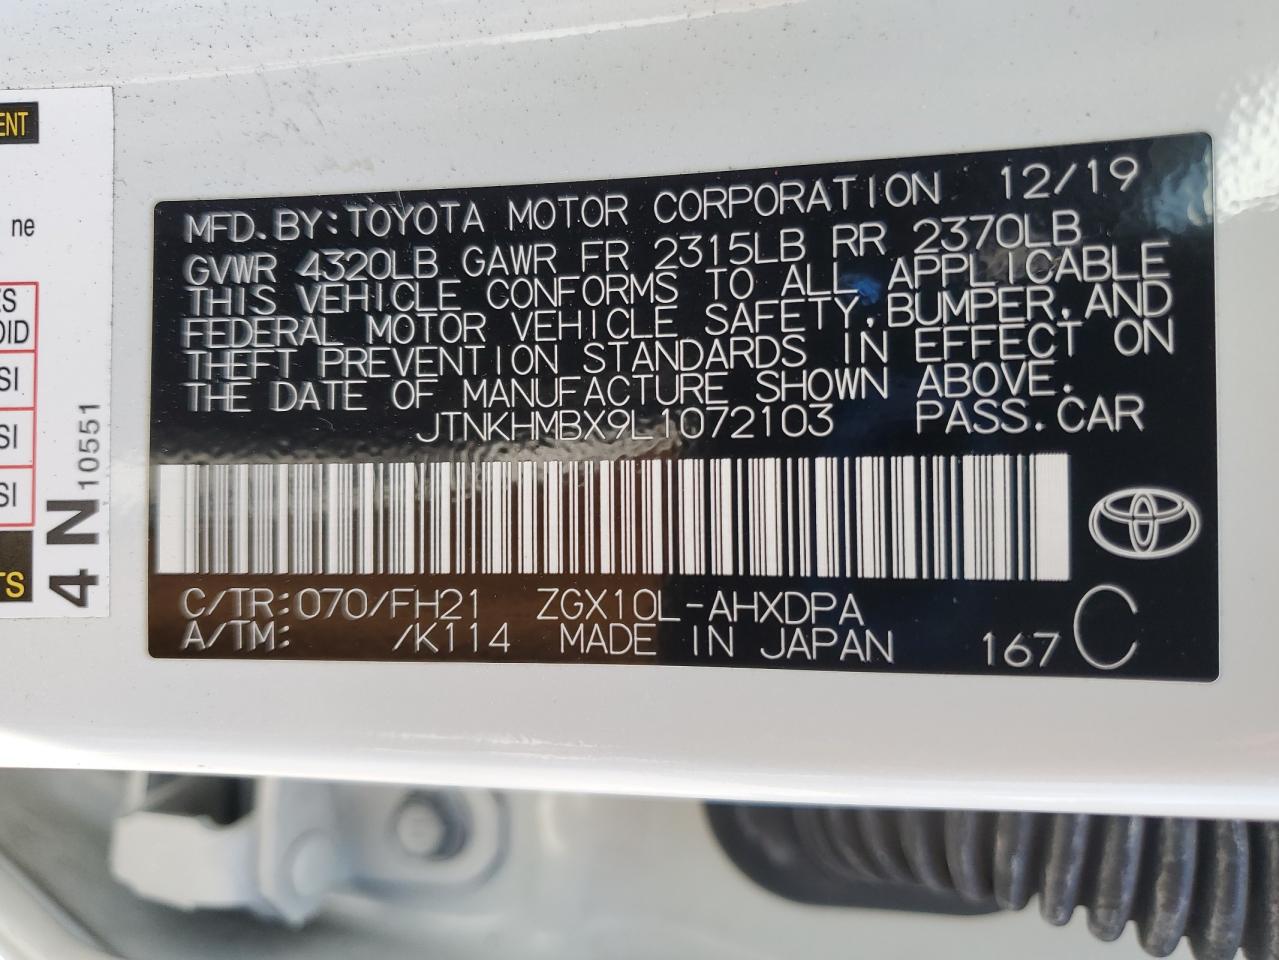 ENT
ne
ES
OID
SI
SI
SI
TS
4 N 10551
MFD. BY: TOYOTA MOTOR CORPORATION 12/19
GVWR 4320LB GAWR FR 2315LB RR 2370LB
THIS VEHICLE CONFORMS TO ALL APPLICABLE
FEDERAL MOTOR VEHICLE SAFETY, BUMPER, AND
THEFT PREVENTION STANDARDS IN EFFECT ON
THE DATE OF MANUFACTURE SHOWN ABOVE.
JTNKHMBX9L1072103 PASS. CAR
C/TR: 070/FH21 ZGX10L-AHXDPA
A/TM: /K114 MADE IN JAPAN 167 C